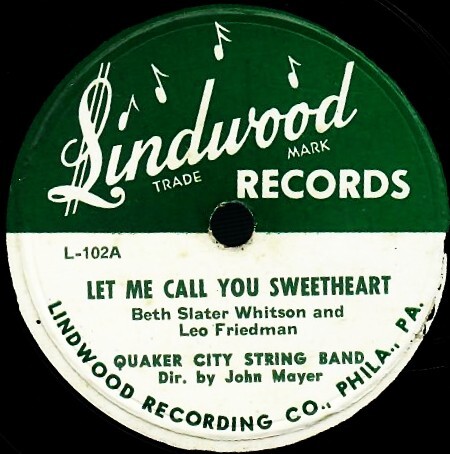 Lindwood
TRADE MARK
RECORDS
L-102A
LET ME CALL YOU SWEETHEART
Beth Slater Whitson and
Leo Friedman
QUAKER CITY STRING BAND
Dir. by John Mayer
LINDWOOD RECORDING CO., PHILA., PA.